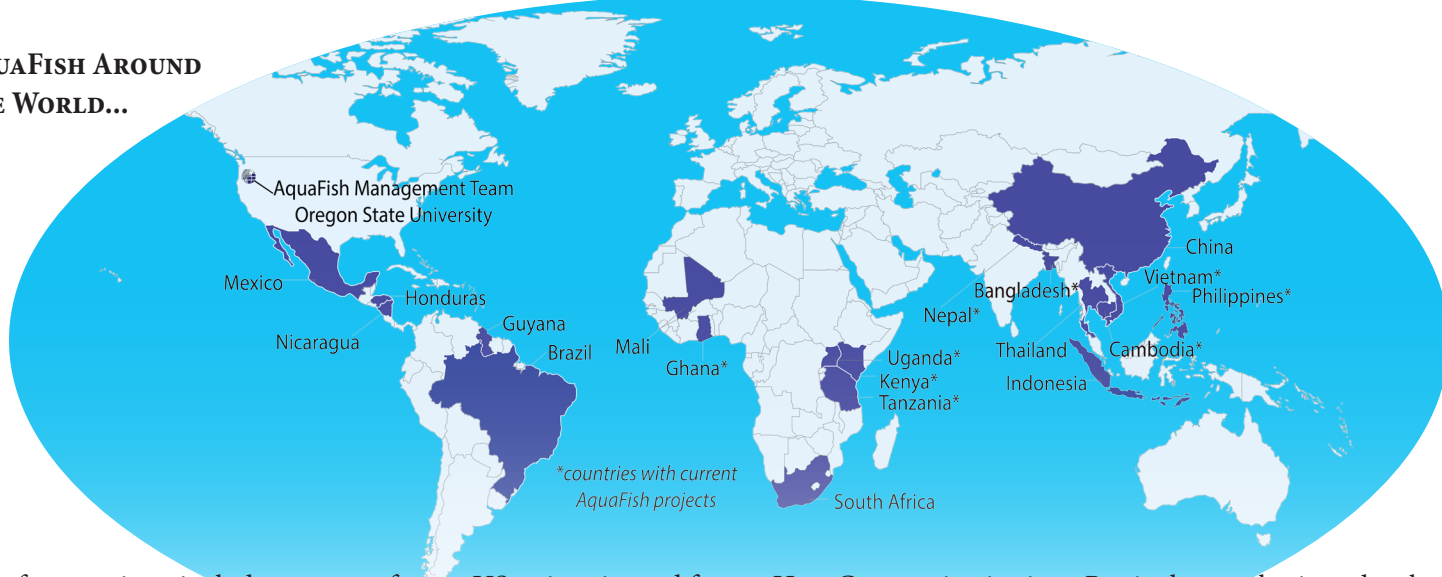 uaFish Around
e World...
AquaFish Management Team
Oregon State University
Mexico
Honduras
Nicaragua
Guyana
Brazil
Mali
Ghana*
Uganda*
Kenya*
Tanzania*
South Africa
*countries with current
AquaFish projects
China
Vietnam*
Bangladesh*
Philippines*
Nepal*
Thailand
Cambodia*
Indonesia